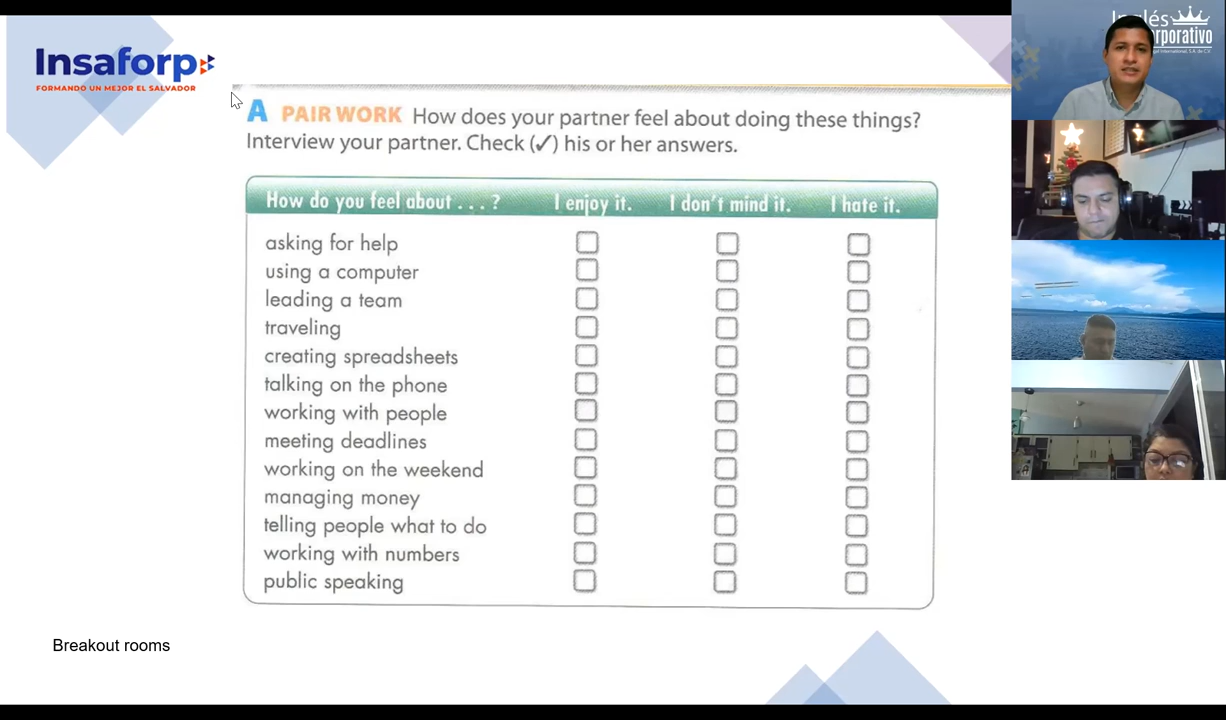 Insaforp
FORMANDO UN MEJOR EL SALVADOR
A PAIR WORK How does your partner feel about doing these things?
Interview your partner. Check (✓) his or her answers.
How do you feel about . . . ? I enjoy it. I don't mind it. I hate it.
asking for help
using a computer
leading a team
traveling
creating spreadsheets
talking on the phone
working with people
meeting deadlines
working on the weekend
managing money
telling people what to do
working with numbers
public speaking
Breakout rooms